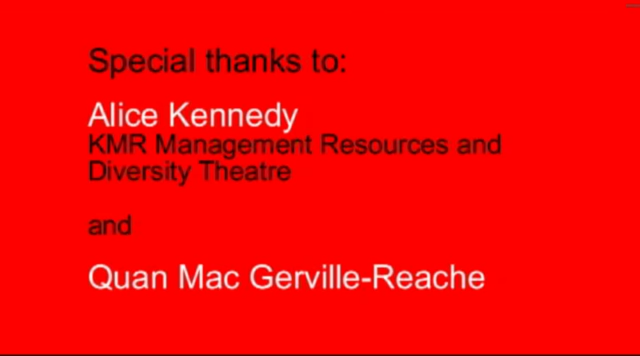 Special thanks to:
Alice Kennedy
KMR Management Resources and
Diversity Theatre
and
Quan Mac Gerville-Reache